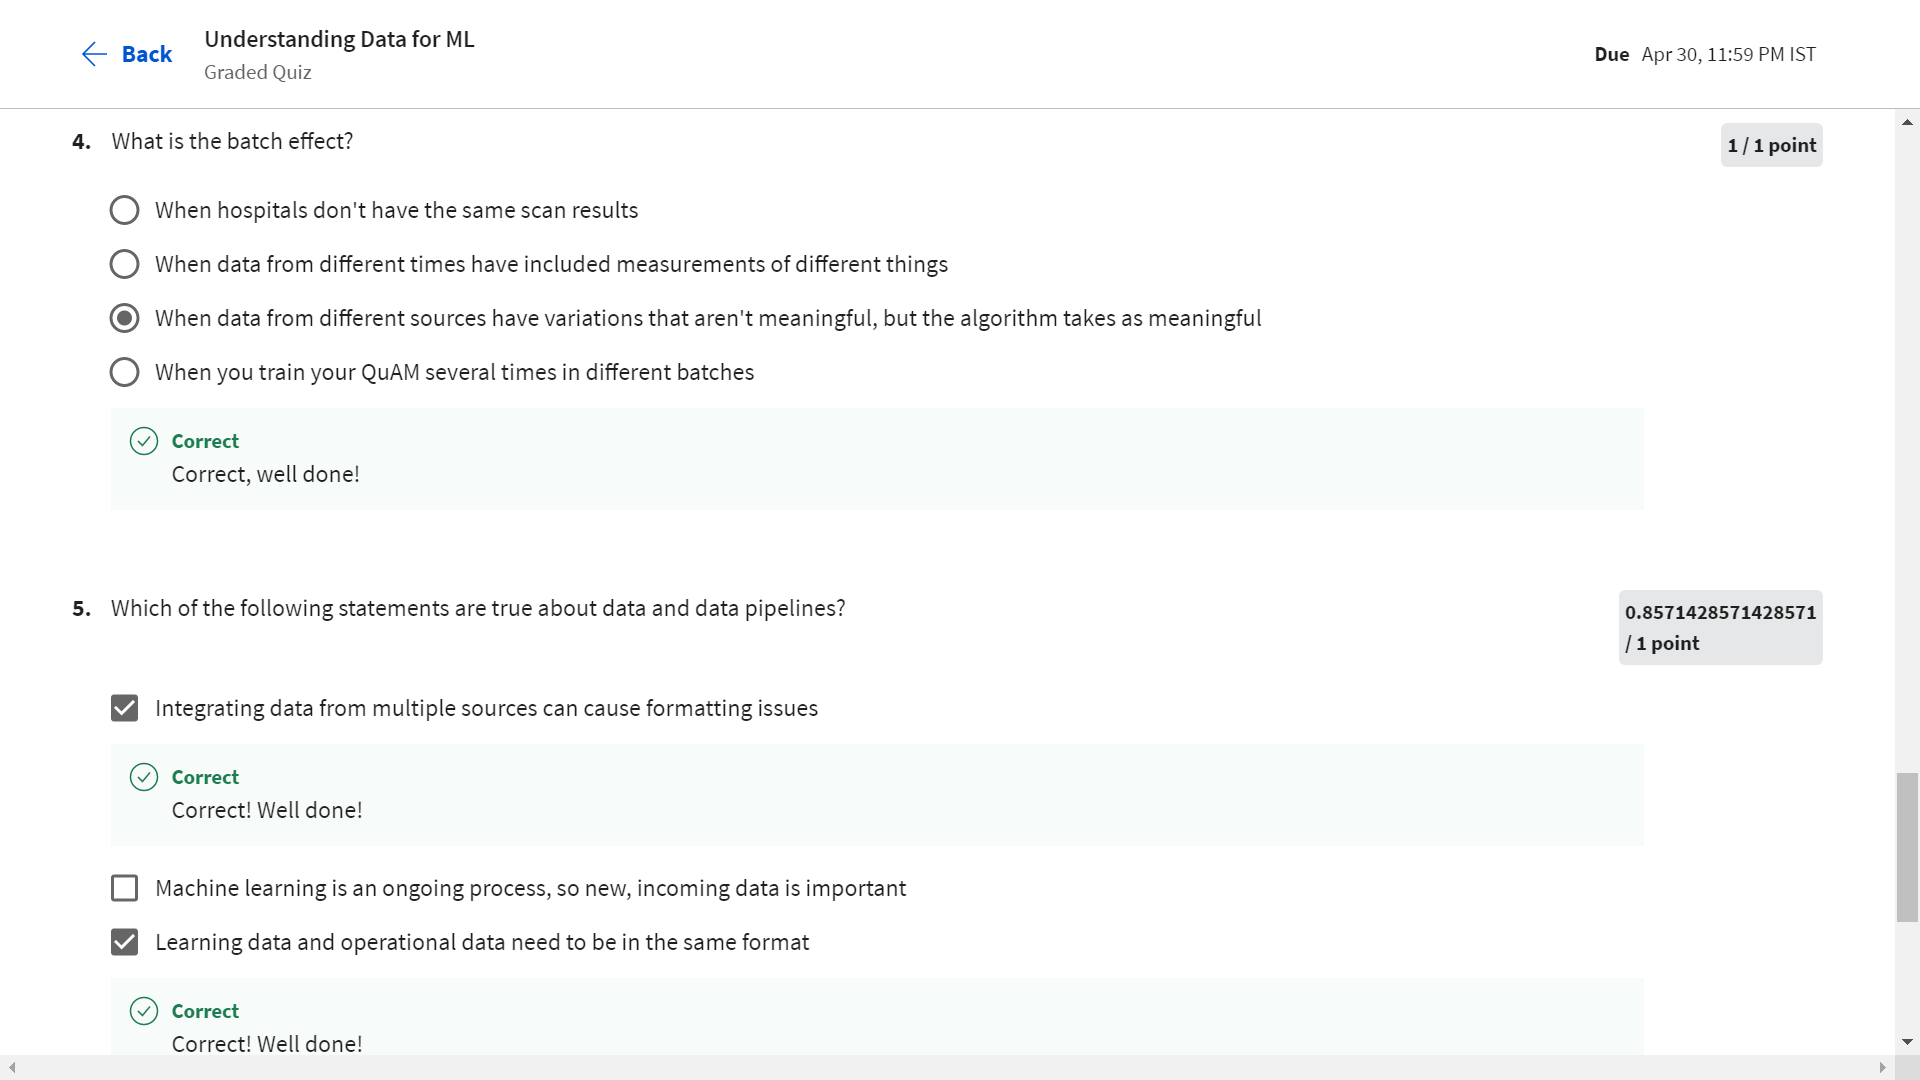 Back
Understanding Data for ML
Graded Quiz
Due Apr 30, 11:59 PM IST
4. What is the batch effect?
1 / 1 point
When hospitals don't have the same scan results
When data from different times have included measurements of different things
When data from different sources have variations that aren't meaningful, but the algorithm takes as meaningful
When you train your QuAM several times in different batches
Correct
Correct, well done!
5. Which of the following statements are true about data and data pipelines?
0.8571428571428571
/ 1 point
Integrating data from multiple sources can cause formatting issues
Correct
Correct! Well done!
Machine learning is an ongoing process, so new, incoming data is important
Learning data and operational data need to be in the same format
Correct
Correct! Well done!